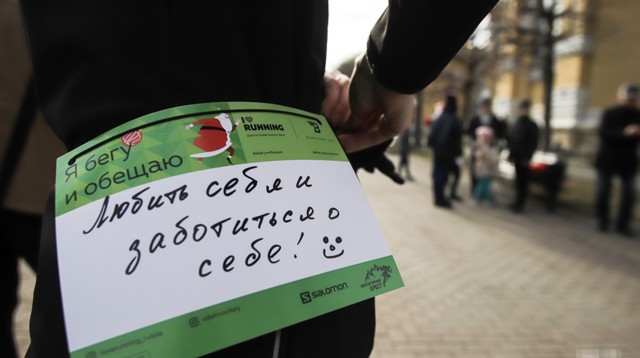 Я бегу
и обещаю
I RUNNING
Любить себя и
заботиться о
себе!
SALOMON